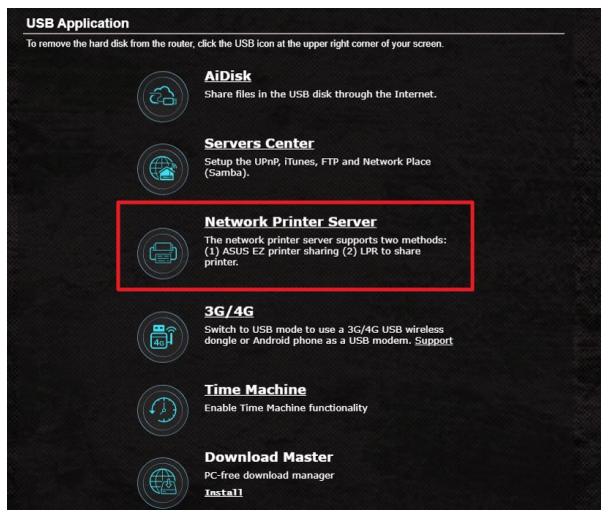 USB Application
To remove the hard disk from the router, click the USB icon at the upper right corner of your screen.
AiDisk
Share files in the USB disk through the Internet.
Servers Center
Setup the UPnP, iTunes, FTP and Network Place
(Samba).
Network Printer Server
The network printer server supports two methods:
(1) ASUS EZ printer sharing (2) LPR to share
printer.
3G/4G
Switch to USB mode to use a 3G/4G USB wireless
dongle or Android phone as a USB modem. Support
4G
Time Machine
Enable Time Machine functionality
Download Master
PC-free download manager
Install